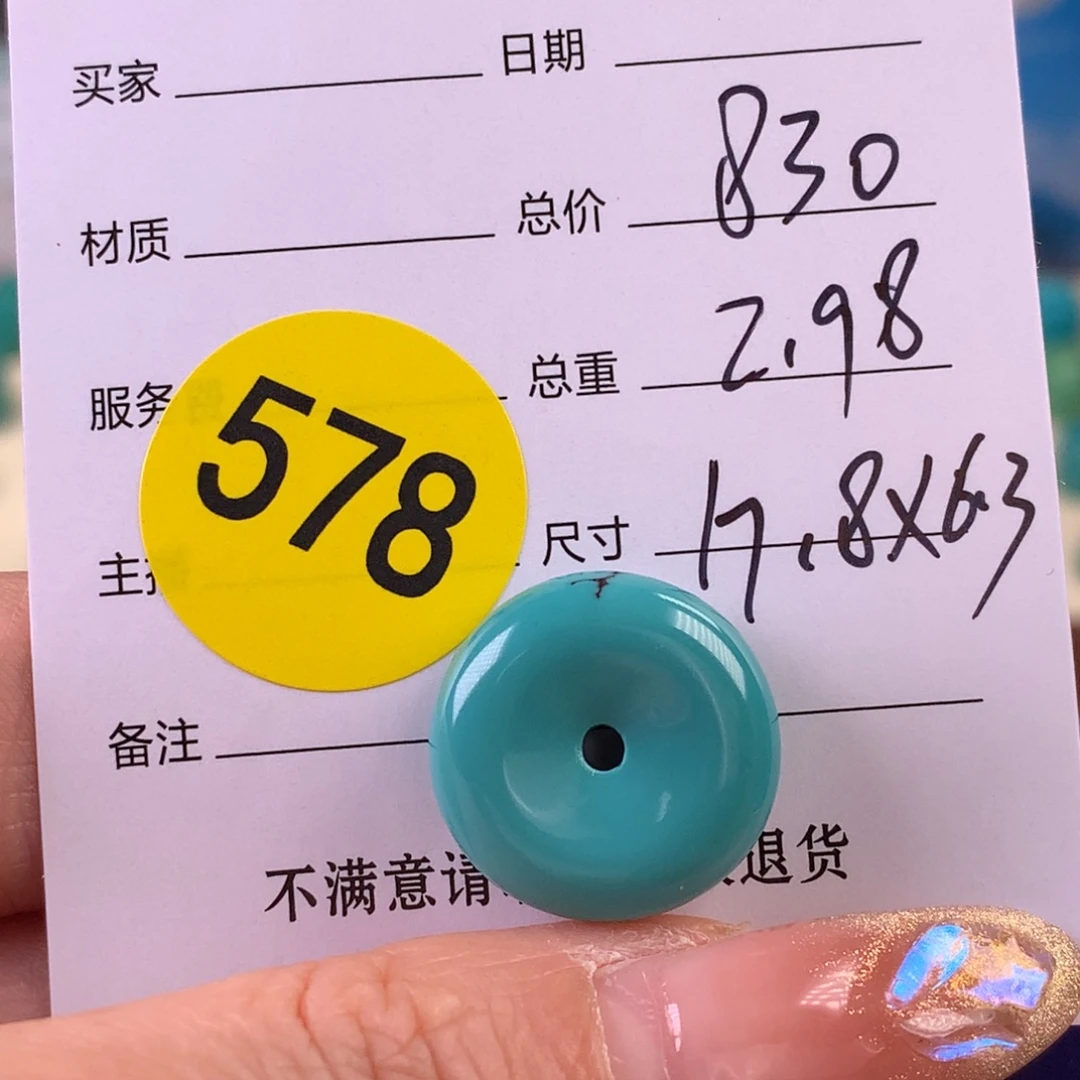 买家 日期
材质 总价 830
服务 总重 2.98
578
主 尺寸 17.8X6.3
备注
不满意请 退货